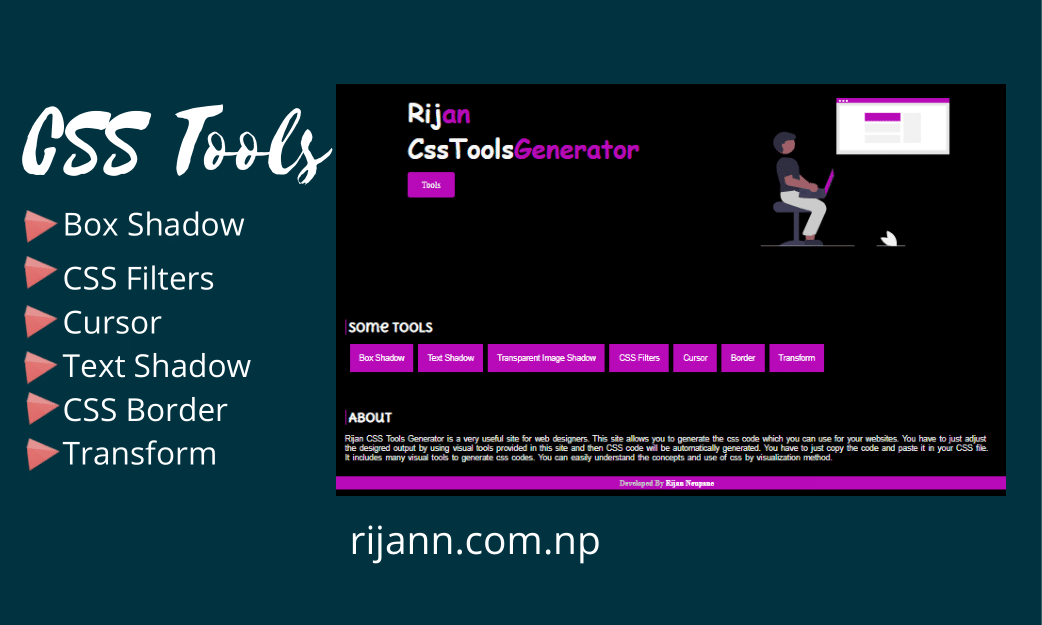 CSS Tools
Box Shadow
CSS Filters
Cursor
Text Shadow
CSS Border
Transform
Rijan
CssToolsGenerator
Tools
Some Tools
Box Shadow Text Shadow Transparent Image Shadow CSS Filters Cursor Border Transform
About
Rijan CSS Tools Generator is a very useful site for web designers. This site allows you to generate the css code which you can use for your websites. You have to just adjust
the designed output by using visual tools provided in this site and then CSS code will be automatically generated. You have to just copy the code and paste it in your CSS file.
It includes many visual tools to generate css codes. You can easily understand the concepts and use of css by visualization method.
Developed By Rijan Neupane
rijann.com.np